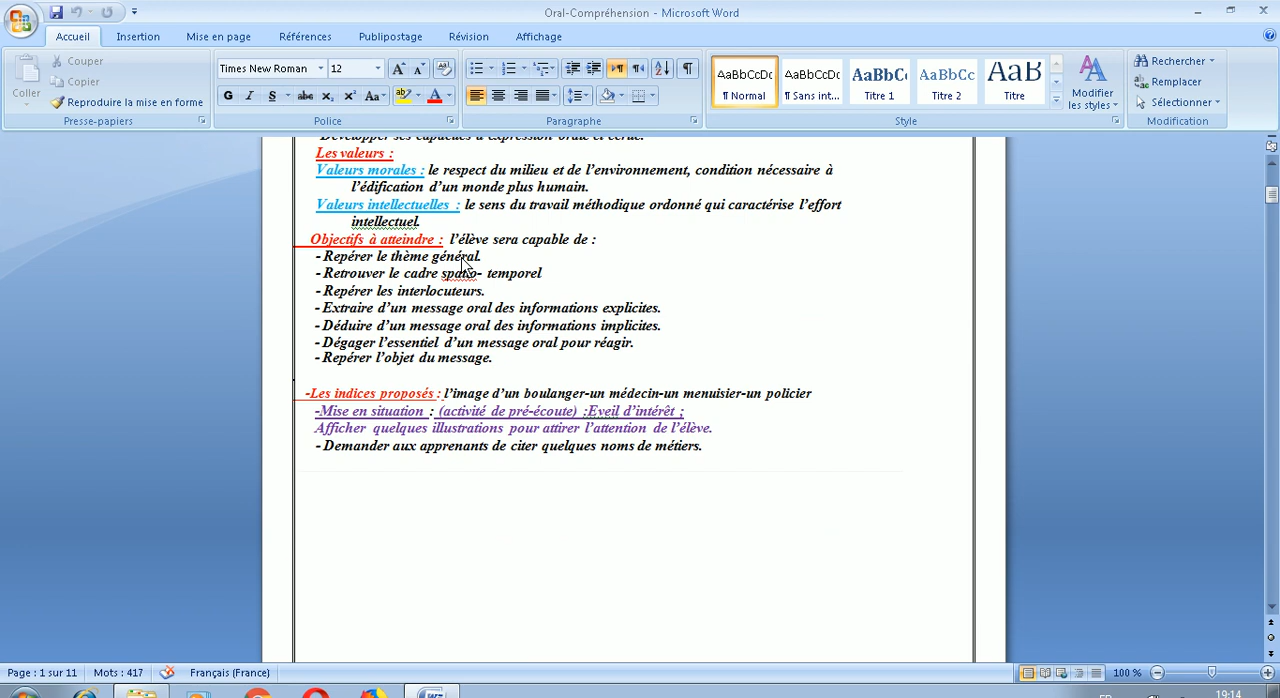 Oral-Compréhension - Microsoft Word
Accueil Insertion Mise en page Références Publipostage Révision Affichage
Coller
Couper
Copier
Reproduire la mise en forme
Presse-papiers
Times New Roman 12
G I S abc X₂ X² Aa
Police
Paragraphe
AaBbCcDc
¶ Normal
AaBbCcDc
¶ Sans int...
AaBbCc
Titre 1
AaBbCc
Titre 2
AaB
Titre
Modifier les styles
Style
Rechercher
Remplacer
Sélectionner
Modification
Les valeurs :
Valeurs morales : le respect du milieu et de l’environnement, condition nécessaire à
l’édification d’un monde plus humain.
Valeurs intellectuelles : le sens du travail méthodique ordonné qui caractérise l’effort
intellectuel.
Objectifs à atteindre : l’élève sera capable de :
- Repérer le thème général.
- Retrouver le cadre spatio- temporel
- Repérer les interlocuteurs.
- Extraire d’un message oral des informations explicites.
- Déduire d’un message oral des informations implicites.
- Dégager l’essentiel d’un message oral pour réagir.
- Repérer l’objet du message.
-Les indices proposés : l’image d’un boulanger-un médecin-un menuisier-un policier
-Mise en situation : (activité de pré-écoute) :Eveil d’intérêt ;
Afficher quelques illustrations pour attirer l’attention de l’élève.
- Demander aux apprenants de citer quelques noms de métiers.
Page : 1 sur 11 Mots : 417 Français (France) 100 %
19:14